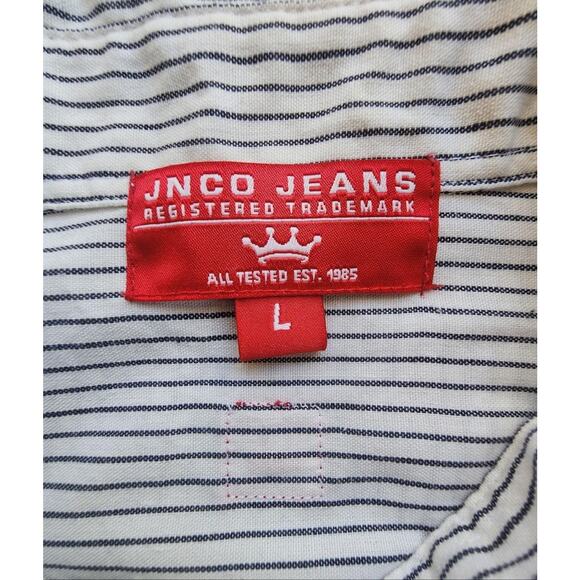 JNCO JEANS
REGISTERED TRADEMARK
ALL TESTED EST. 1985
L